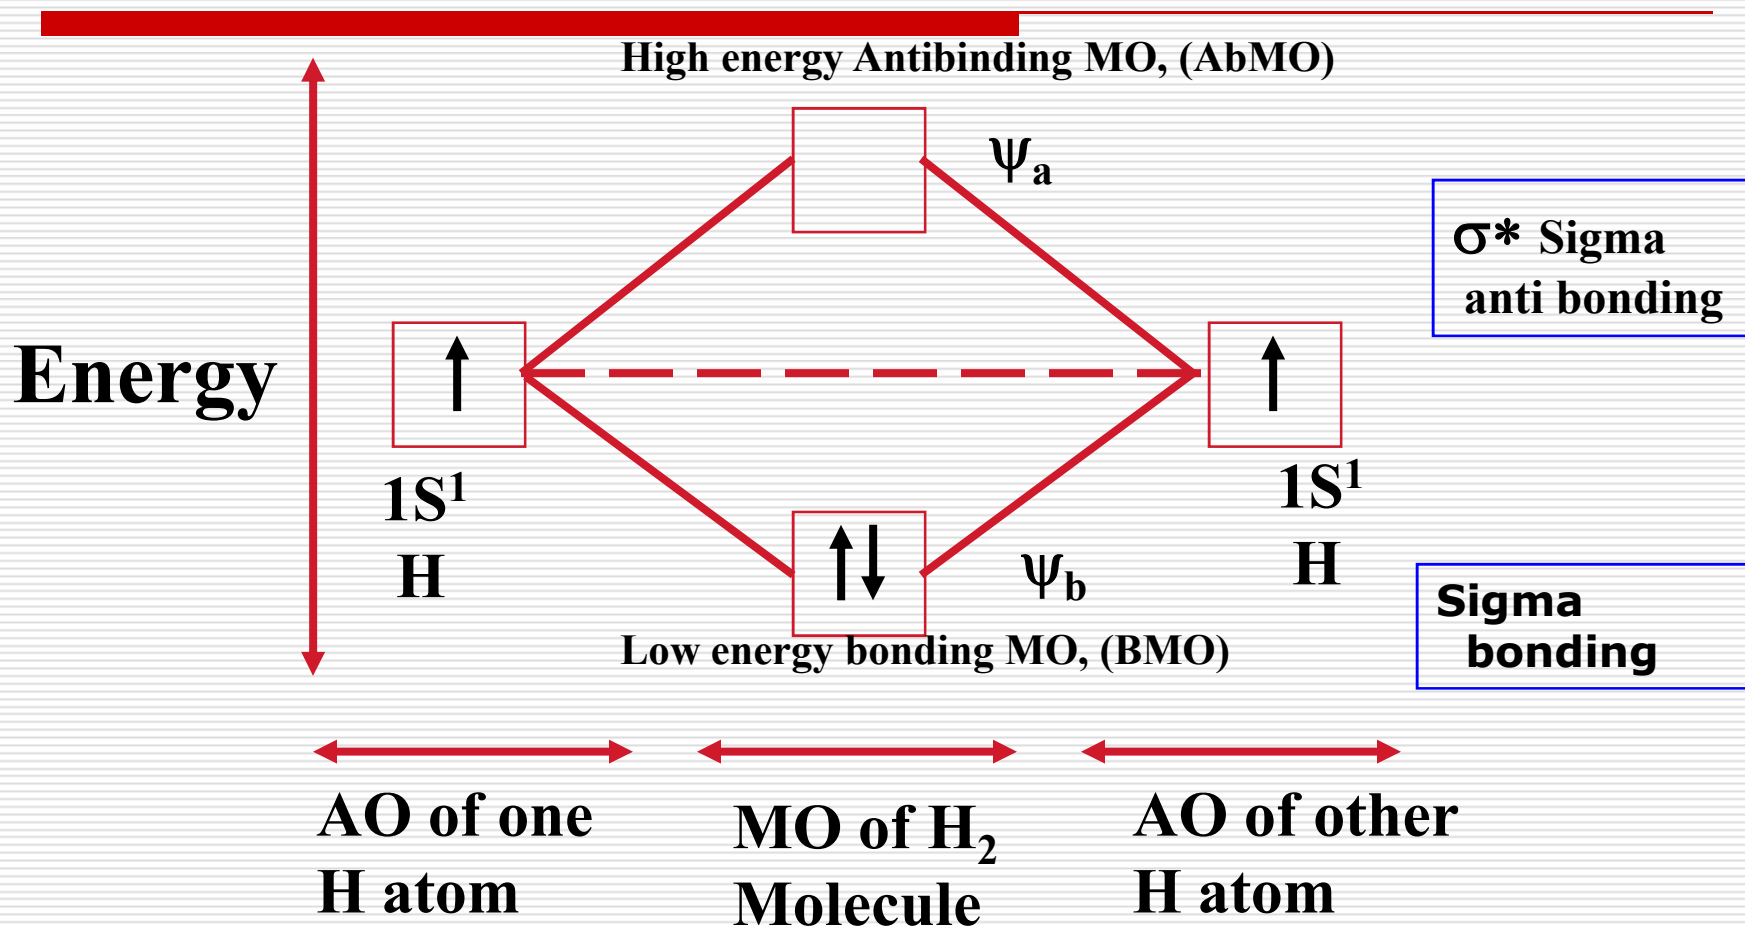 High energy Antibinding MO, (AbMO)
ψa
σ* Sigma
anti bonding
Energy
1S¹
H
1S¹
H
ψb
Sigma
bonding
Low energy bonding MO, (BMO)
AO of one
H atom
MO of H₂
Molecule
AO of other
H atom